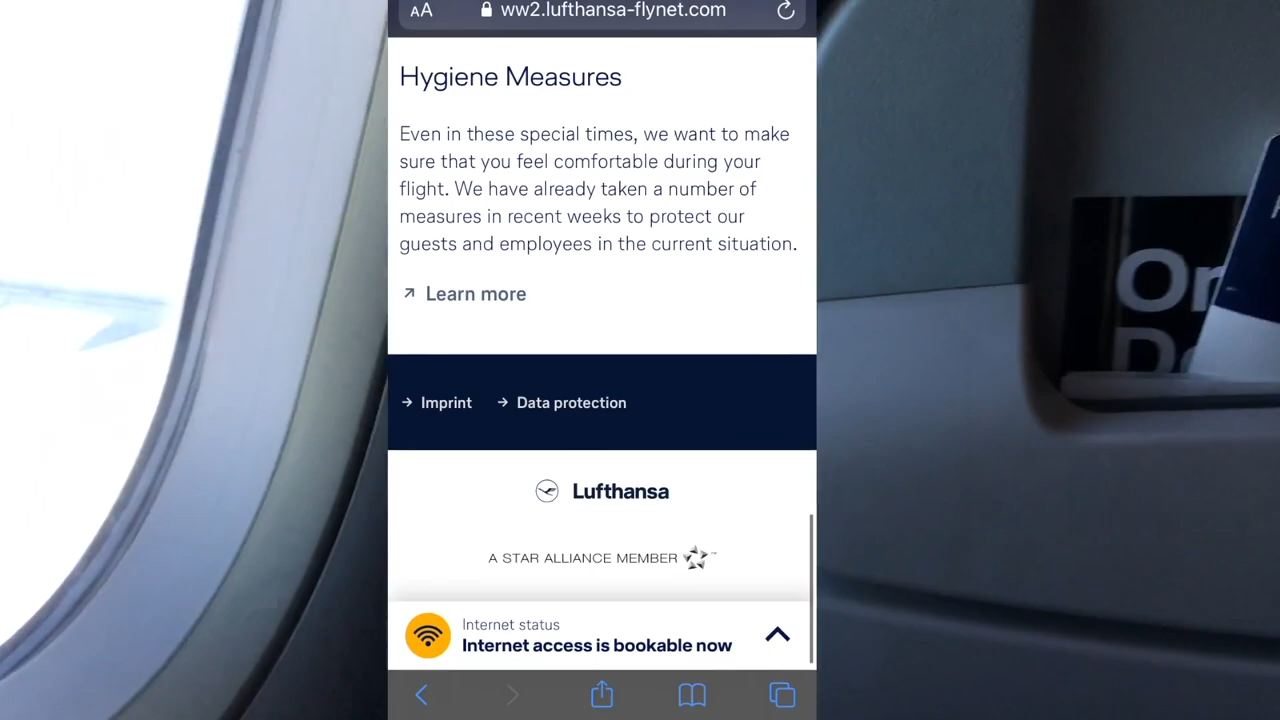 AA ww2.lufthansa-flynet.com
Hygiene Measures
Even in these special times, we want to make
sure that you feel comfortable during your
flight. We have already taken a number of
measures in recent weeks to protect our
guests and employees in the current situation.
Learn more
Imprint Data protection
Lufthansa
A STAR ALLIANCE MEMBER
Internet status
Internet access is bookable now